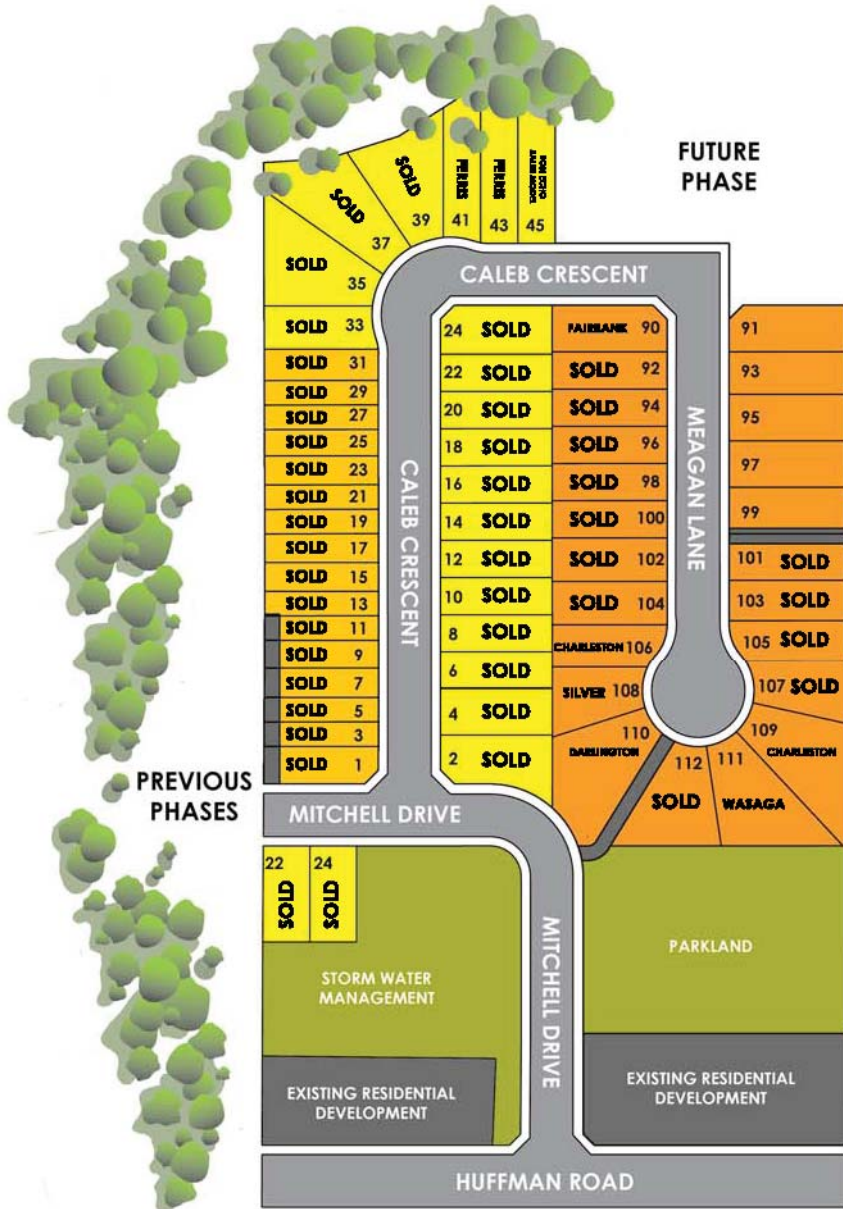 FUTURE
PHASE
FERRIS
41
FERRIS
43
45
SOLD
39
SOLD
37
SOLD
35
CALEB CRESCENT
SOLD 33
SOLD 31
SOLD 29
SOLD 27
SOLD 25
SOLD 23
SOLD 21
SOLD 19
SOLD 17
SOLD 15
SOLD 13
SOLD 11
SOLD 9
SOLD 7
SOLD 5
SOLD 3
SOLD 1
CALEB CRESCENT
24 SOLD
22 SOLD
20 SOLD
18 SOLD
16 SOLD
14 SOLD
12 SOLD
10 SOLD
8 SOLD
6 SOLD
4 SOLD
2 SOLD
FAIRBANK 90
SOLD 92
SOLD 94
SOLD 96
SOLD 98
SOLD 100
SOLD 102
SOLD 104
CHARLESTON 106
SILVER 108
110
DARLINGTON
MEAGAN LANE
91
93
95
97
99
101 SOLD
103 SOLD
105 SOLD
107 SOLD
109
CHARLESTON
111
WASAGA
112
SOLD
PREVIOUS
PHASES
MITCHELL DRIVE
22
SOLD
24
SOLD
STORM WATER
MANAGEMENT
MITCHELL DRIVE
PARKLAND
EXISTING RESIDENTIAL
DEVELOPMENT
EXISTING RESIDENTIAL
DEVELOPMENT
HUFFMAN ROAD